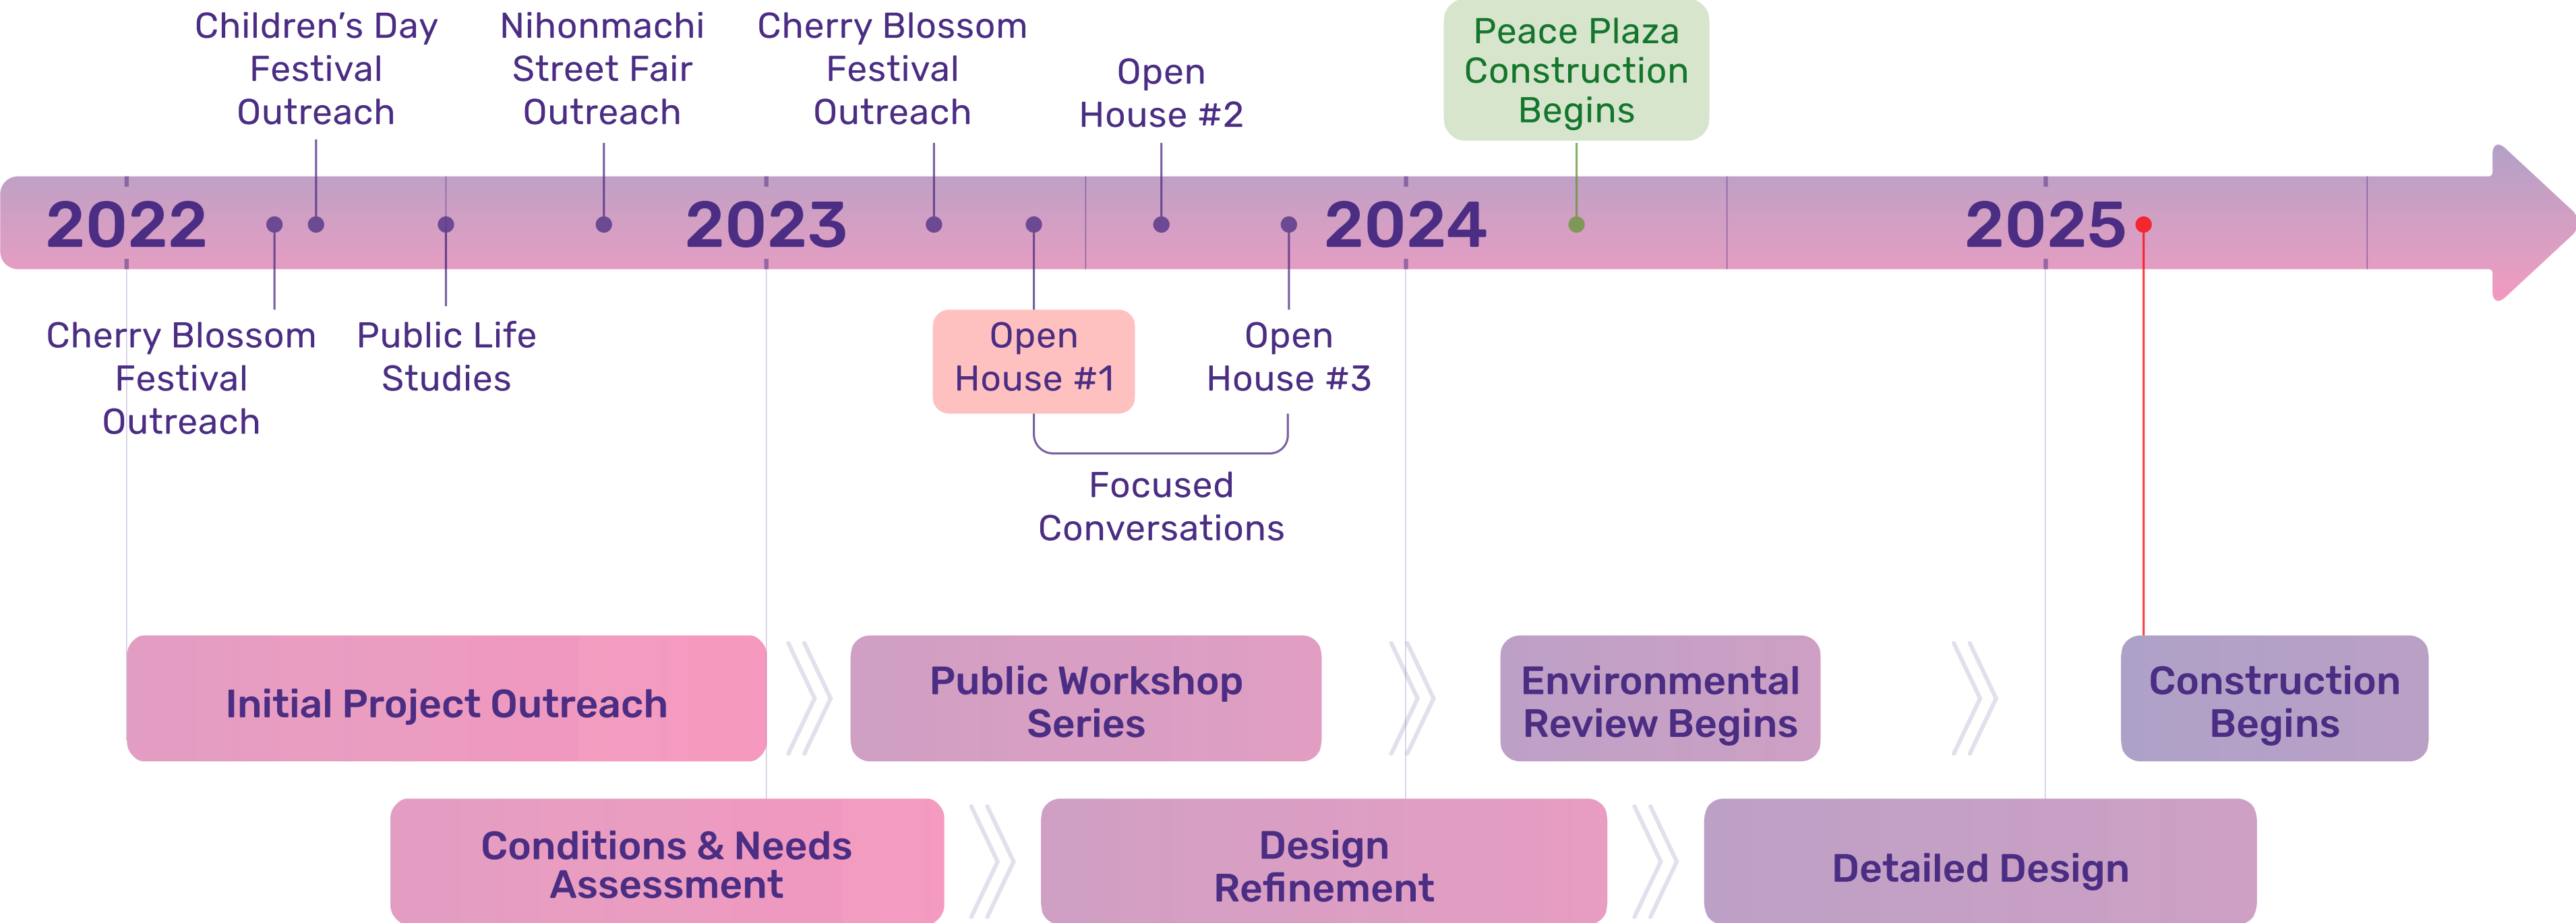 Children’s Day
Festival
Outreach
Nihonmachi
Street Fair
Outreach
Cherry Blossom
Festival
Outreach
Open
House #2
Peace Plaza
Construction
Begins
2022
2023
2024
2025
Cherry Blossom
Festival
Outreach
Public Life
Studies
Open
House #1
Open
House #3
Focused
Conversations
Initial Project Outreach
Public Workshop
Series
Environmental
Review Begins
Construction
Begins
Conditions & Needs
Assessment
Design
Refinement
Detailed Design